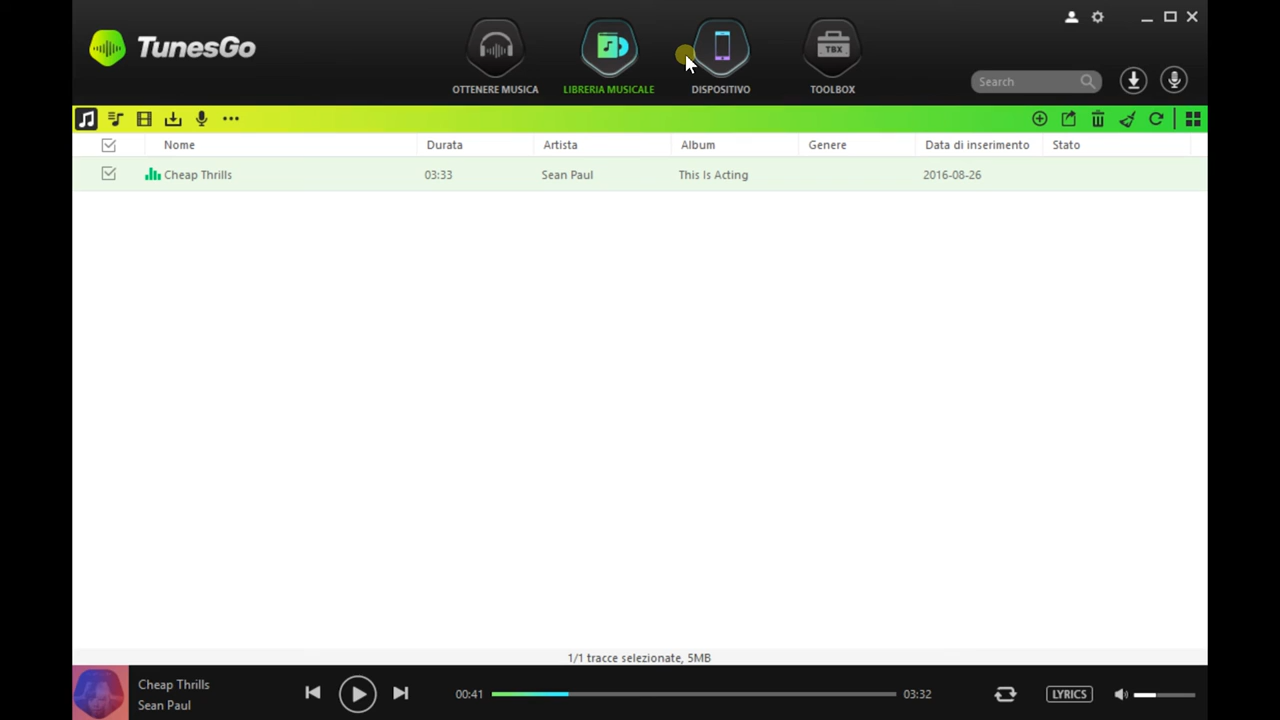 TunesGo
OTTENERE MUSICA
LIBRERIA MUSICALE
DISPOSITIVO
TBX
TOOLBOX
Search
Nome Durata Artista Album Genere Data di inserimento Stato
Cheap Thrills 03:33 Sean Paul This Is Acting 2016-08-26
1/1 tracce selezionate, 5MB
Cheap Thrills
Sean Paul
00:41
03:32
LYRICS